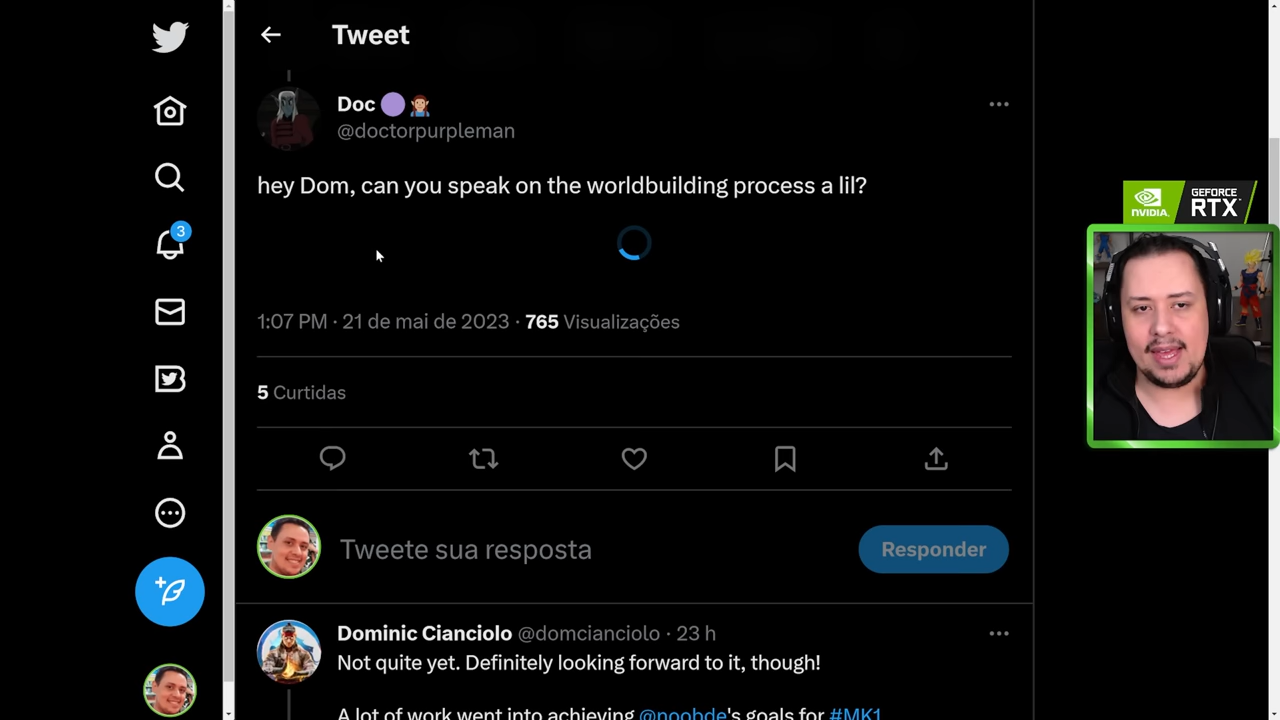 Tweet
Doc
@doctorpurpleman
hey Dom, can you speak on the worldbuilding process a lil?
3
NVIDIA.
GEFORCE
RTX
1:07 PM · 21 de mai de 2023 · 765 Visualizações
5 Curtidas
Tweete sua resposta
Responder
Dominic Cianciolo @domcianciolo · 23 h
Not quite yet. Definitely looking forward to it, though!
A lot of work went into achieving @noobde's goals for #MK1